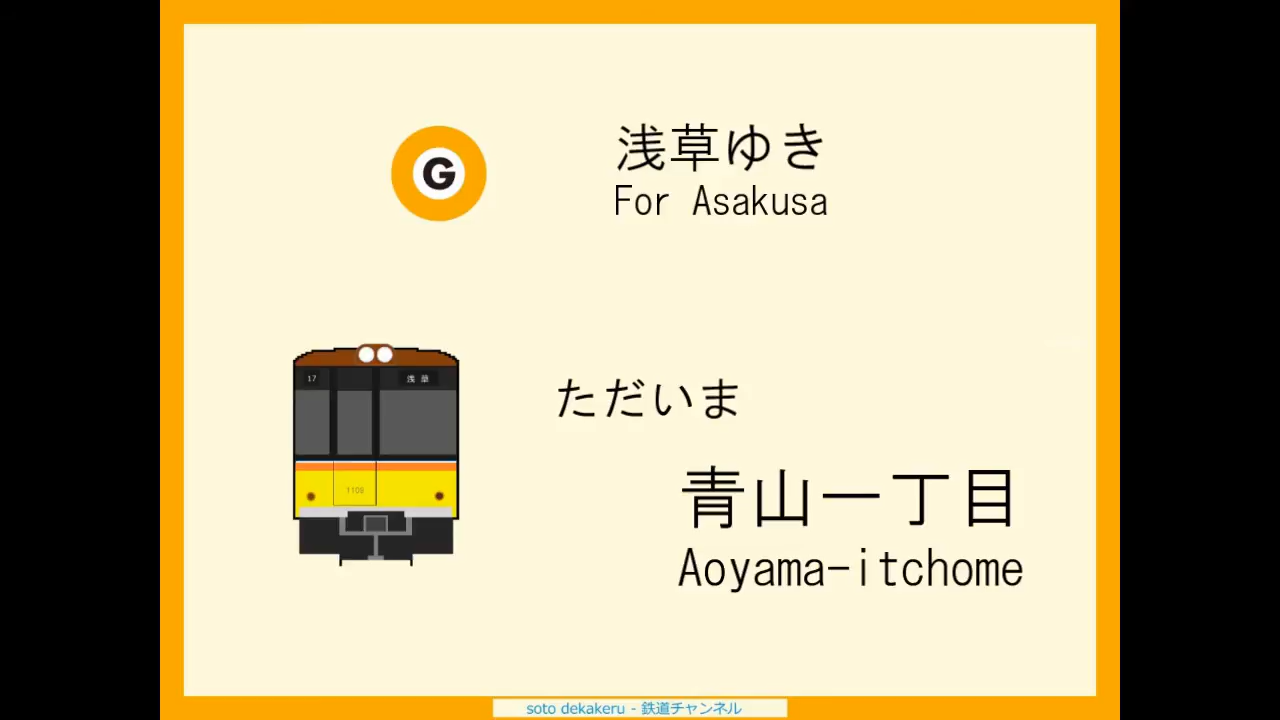 G
浅草ゆき
For Asakusa
17
浅草
ただいま
1109
青山一丁目
Aoyama-itchome
soto dekakeru - 鉄道チャンネル